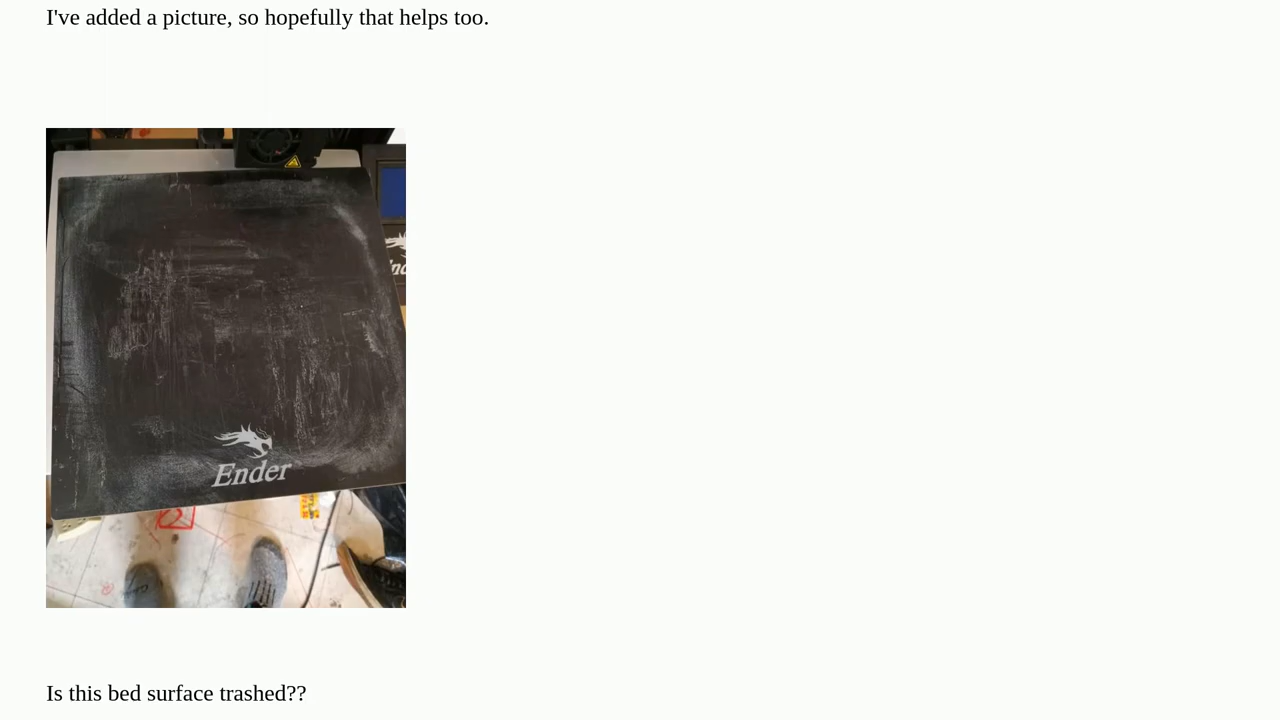 I've added a picture, so hopefully that helps too.
Ender
Is this bed surface trashed??